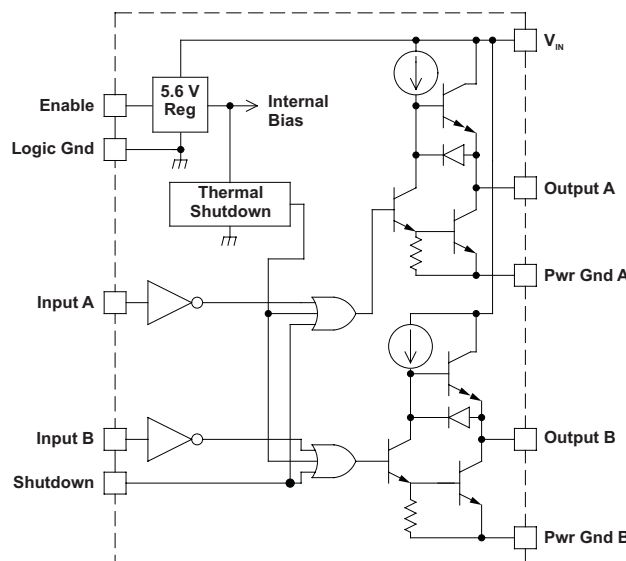 V IN
5.6 V
Reg
Enable
Internal
Bias
Logic Gnd
Thermal
Shutdown
Output A
Pwr Gnd A
Input A
Input B
Output B
Shutdown
Pwr Gnd B